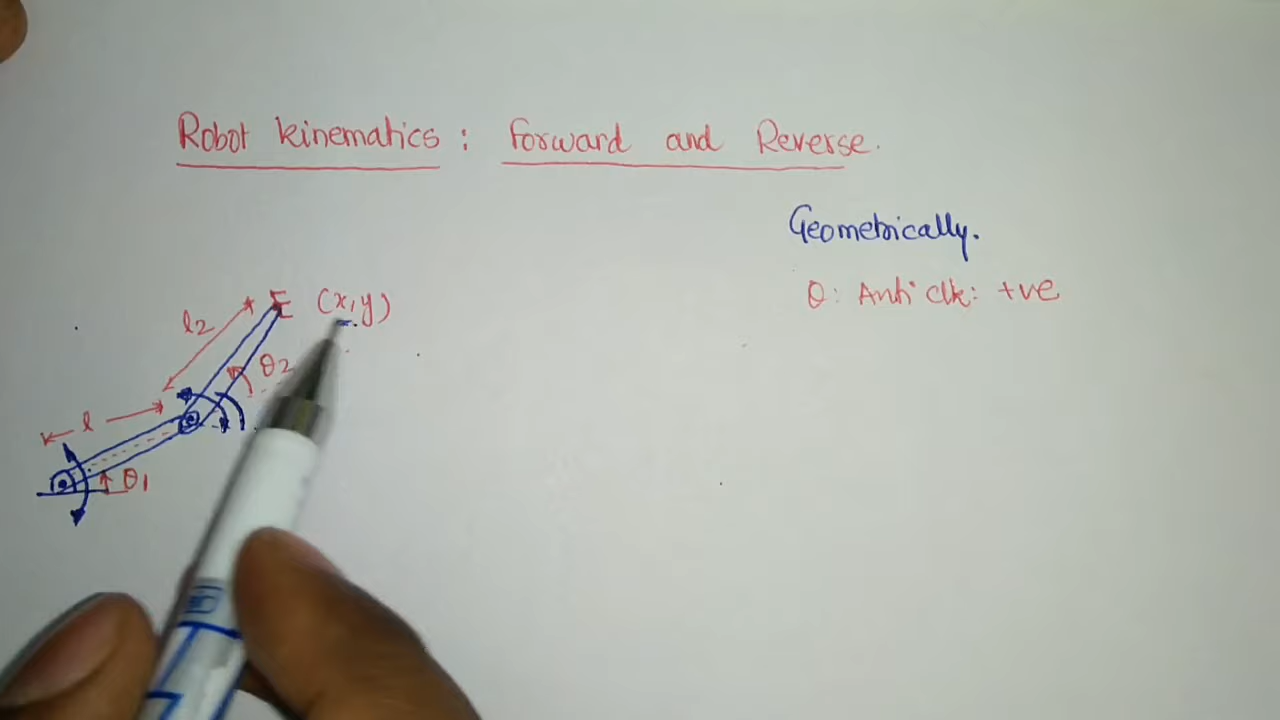 Robot kinematics : Forward and Reverse.
Geometrically.
θ : Anti clk : +ve
E (x,y)
l2
θ2
l
θ1